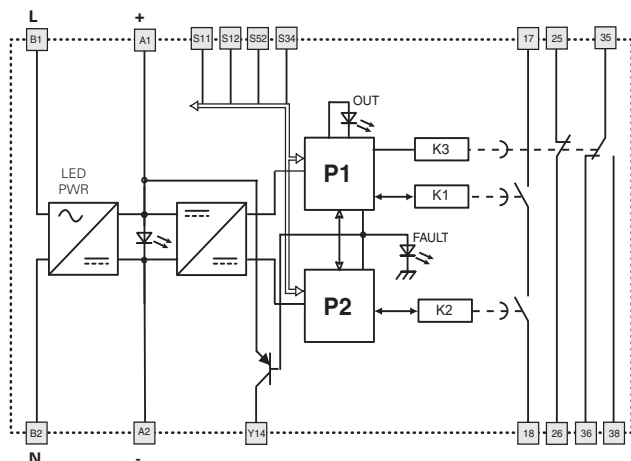 L
+
B1
A1
S11
S12
S52
S34
17
25
35
OUT
LED
PWR
P1
K3
K1
FAULT
P2
K2
B2
A2
Y14
18
26
36
38
N
-